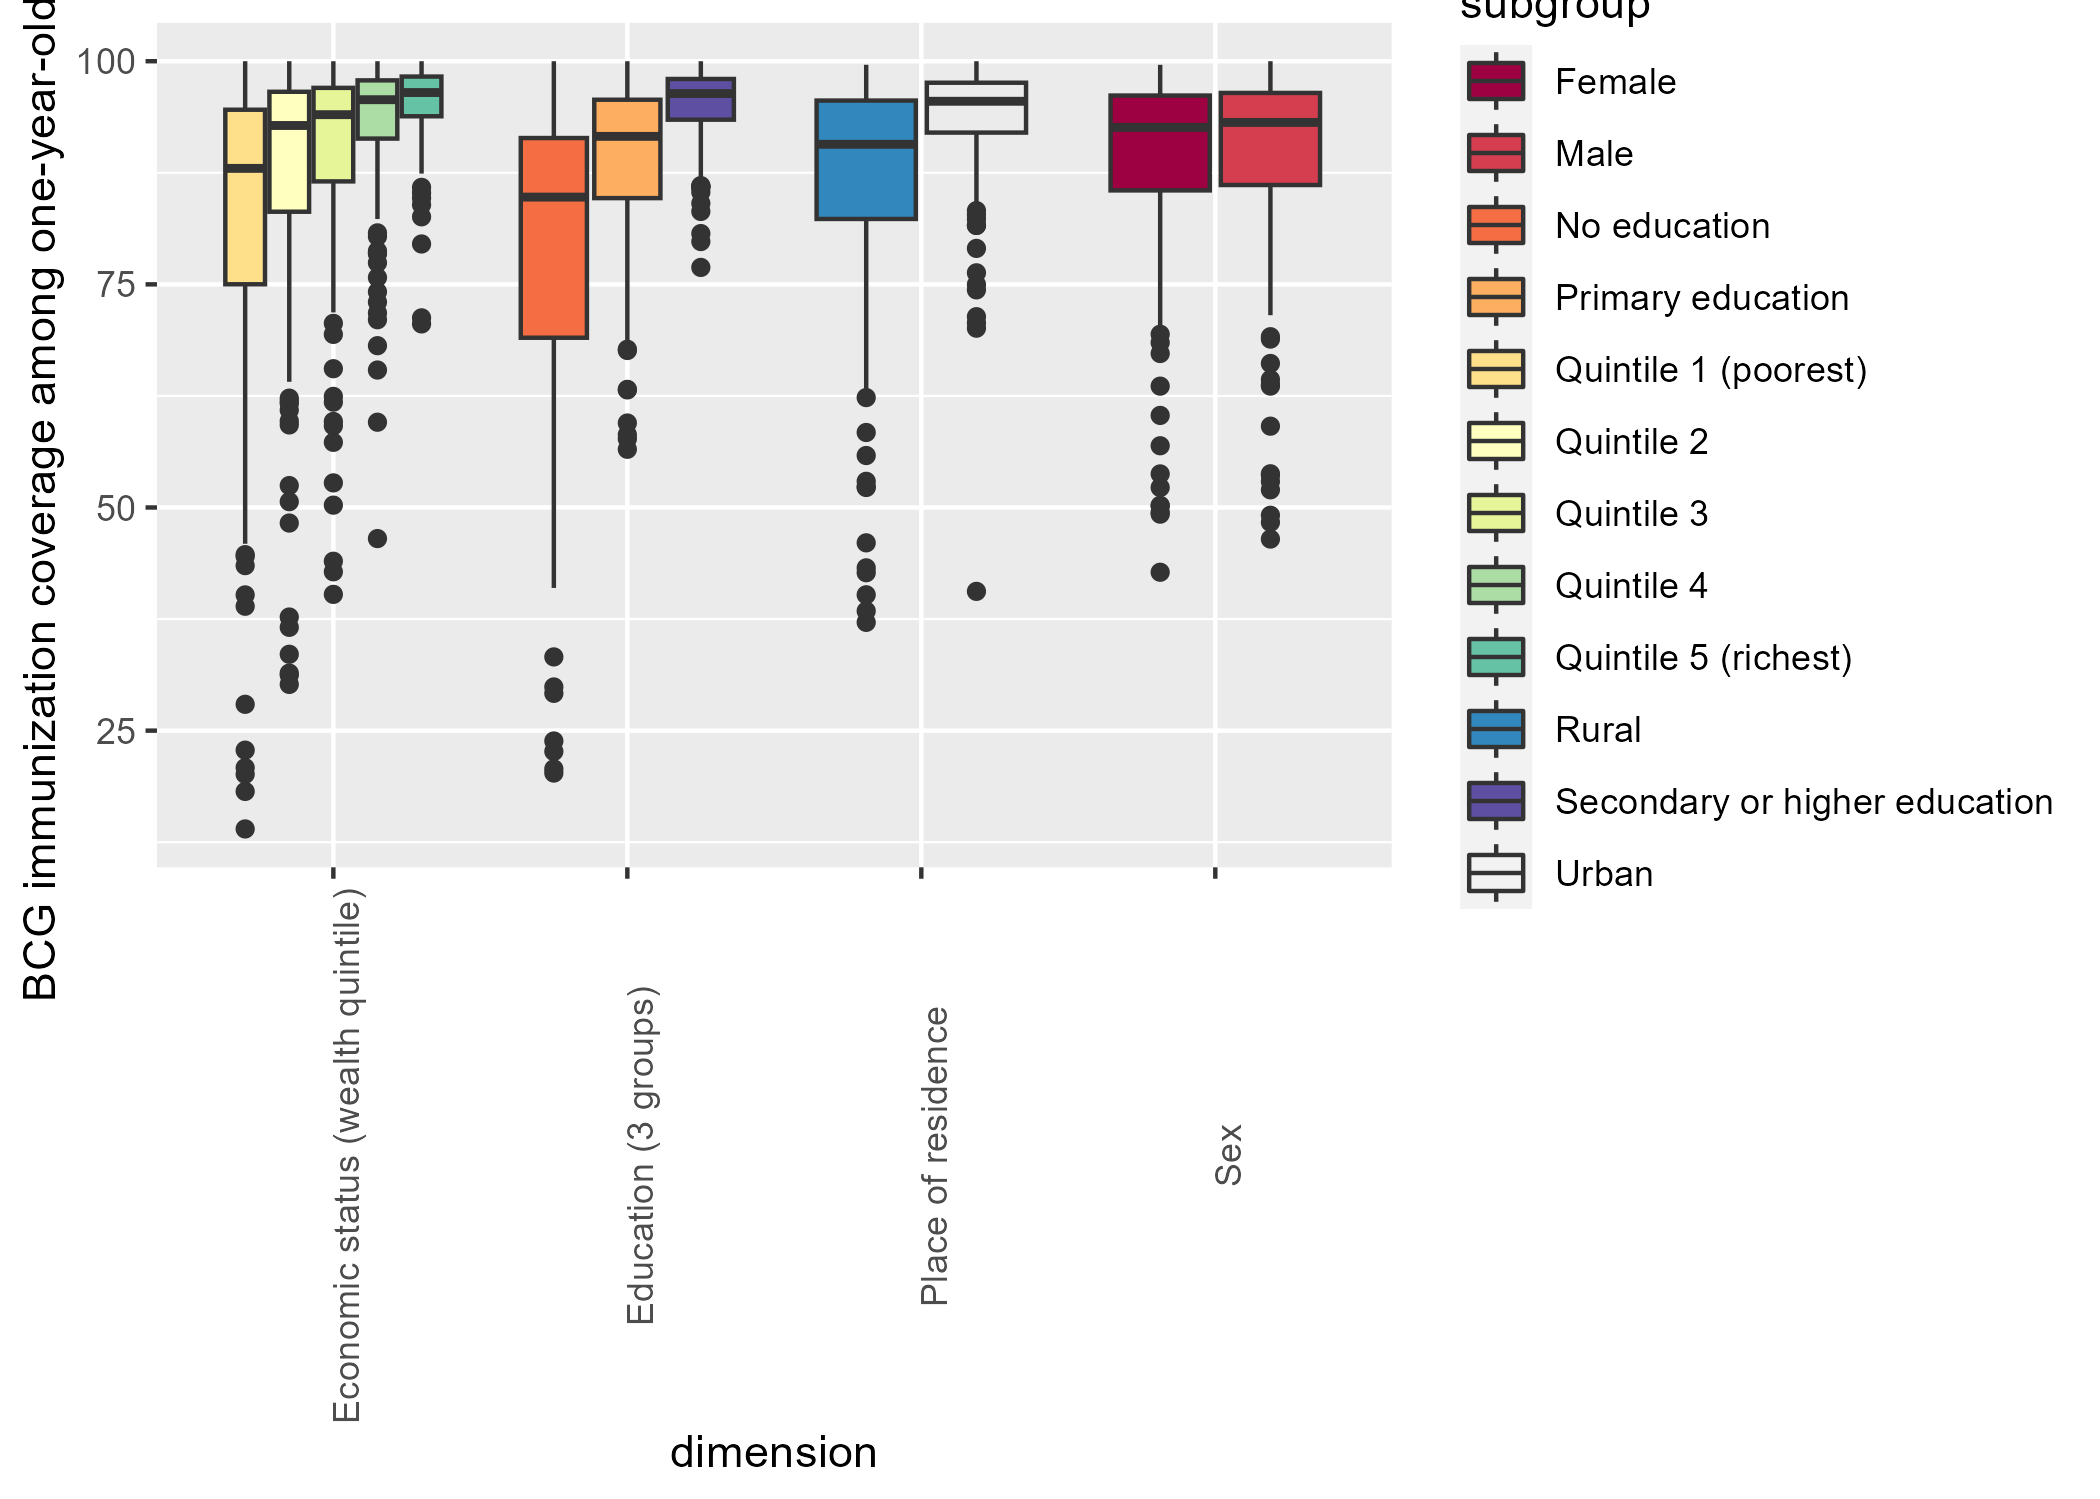 BCG immunization coverage among one-year-old
100
75
50
25
Economic status (wealth quintile)
Education (3 groups)
Place of residence
Sex
dimension
subgroup
Female
Male
No education
Primary education
Quintile 1 (poorest)
Quintile 2
Quintile 3
Quintile 4
Quintile 5 (richest)
Rural
Secondary or higher education
Urban